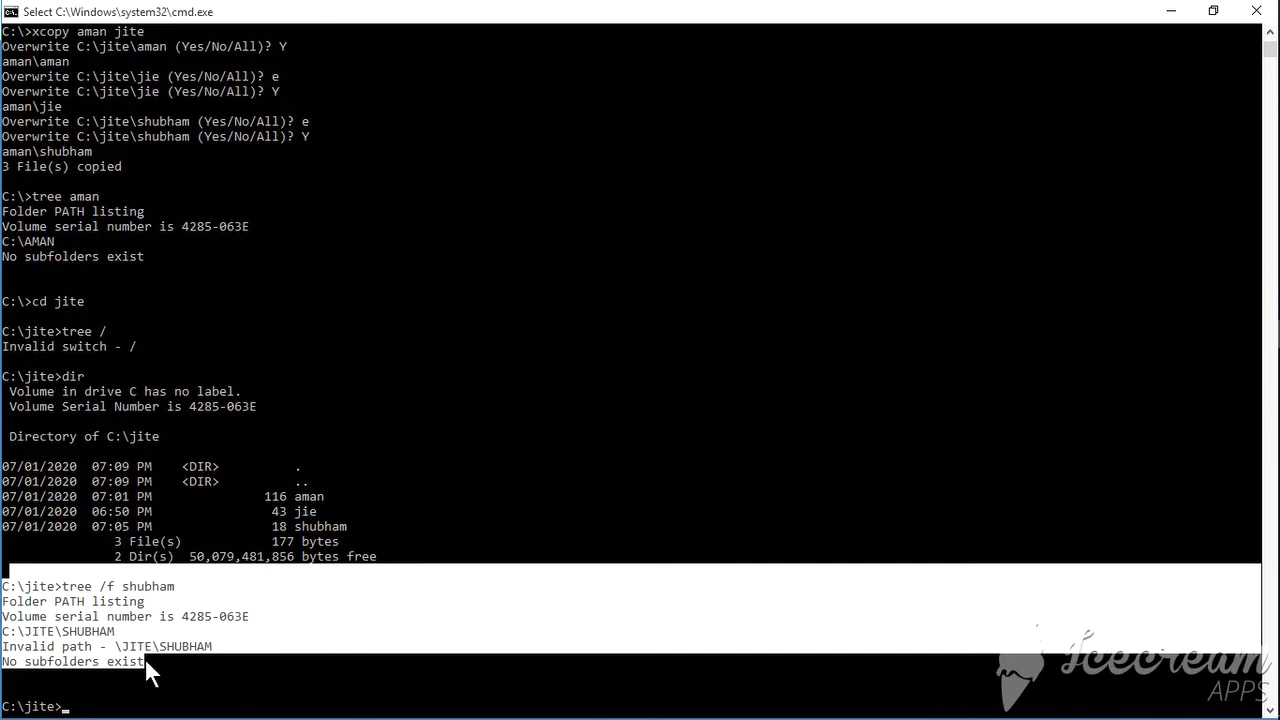 Select C:\Windows\system32\cmd.exe
C:\>xcopy aman jite
Overwrite C:\jite\aman (Yes/No/All)? Y
aman\aman
Overwrite C:\jite\jie (Yes/No/All)? e
Overwrite C:\jite\jie (Yes/No/All)? Y
aman\jie
Overwrite C:\jite\shubham (Yes/No/All)? e
Overwrite C:\jite\shubham (Yes/No/All)? Y
aman\shubham
3 File(s) copied
C:\>tree aman
Folder PATH listing
Volume serial number is 4285-063E
C:\AMAN
No subfolders exist
C:\>cd jite
C:\jite>tree /
Invalid switch - /
C:\jite>dir
Volume in drive C has no label.
Volume Serial Number is 4285-063E
Directory of C:\jite
07/01/2020 07:09 PM <DIR> .
07/01/2020 07:09 PM <DIR> ..
07/01/2020 07:01 PM 116 aman
07/01/2020 06:50 PM 43 jie
07/01/2020 07:05 PM 18 shubham
3 File(s) 177 bytes
2 Dir(s) 50,079,481,856 bytes free
C:\jite>tree /f shubham
Folder PATH listing
Volume serial number is 4285-063E
C:\JITE\SHUBHAM
Invalid path - \JITE\SHUBHAM
No subfolders exist
C:\jite>_
Icecream
APPS